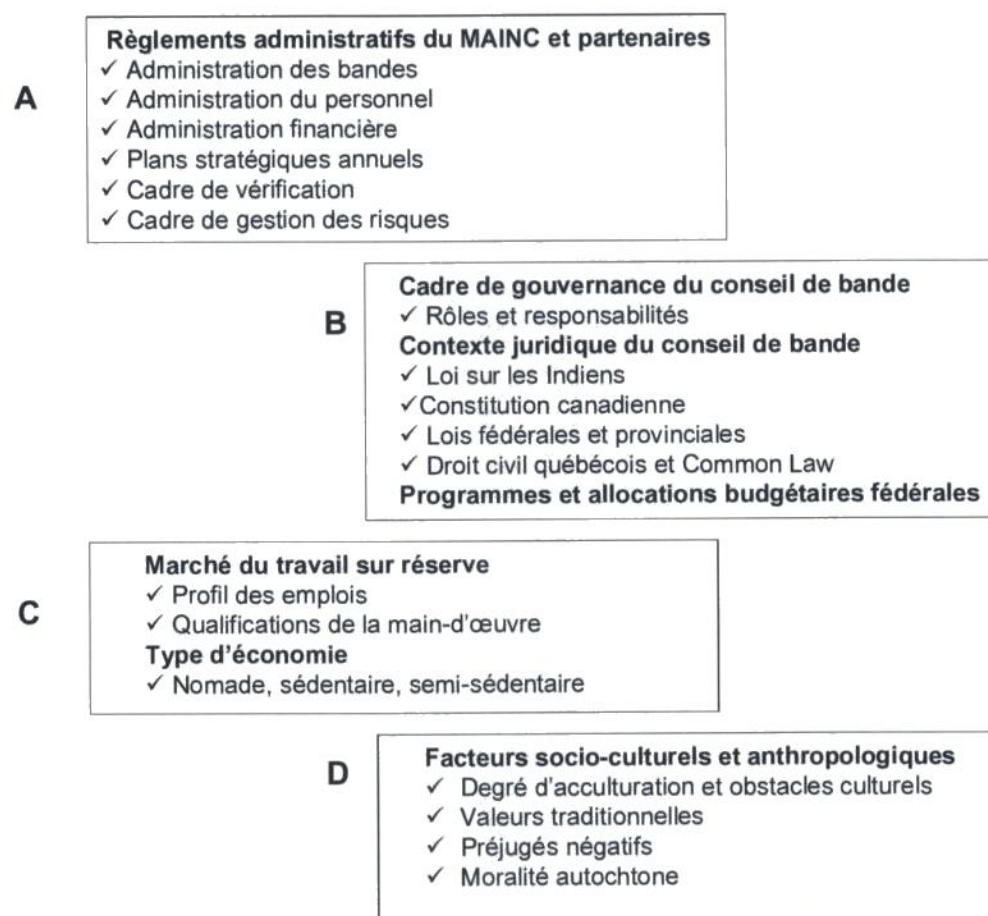 Règlements administratifs du MAINC et partenaires
A
✓ Administration des bandes
✓ Administration du personnel
✓ Administration financière
✓ Plans stratégiques annuels
✓ Cadre de vérification
✓ Cadre de gestion des risques
B
Cadre de gouvernance du conseil de bande
✓ Rôles et responsabilités
Contexte juridique du conseil de bande
✓ Loi sur les Indiens
✓Constitution canadienne
✓ Lois fédérales et provinciales
✓ Droit civil québécois et Common Law
Programmes et allocations budgétaires fédérales
C
Marché du travail sur réserve
✓ Profil des emplois
✓ Qualifications de la main-d'œuvre
Type d'économie
✓ Nomade, sédentaire, semi-sédentaire
D
Facteurs socio-culturels et anthropologiques
✓ Degré d'acculturation et obstacles culturels
✓ Valeurs traditionnelles
✓ Préjugés négatifs
✓ Moralité autochtone